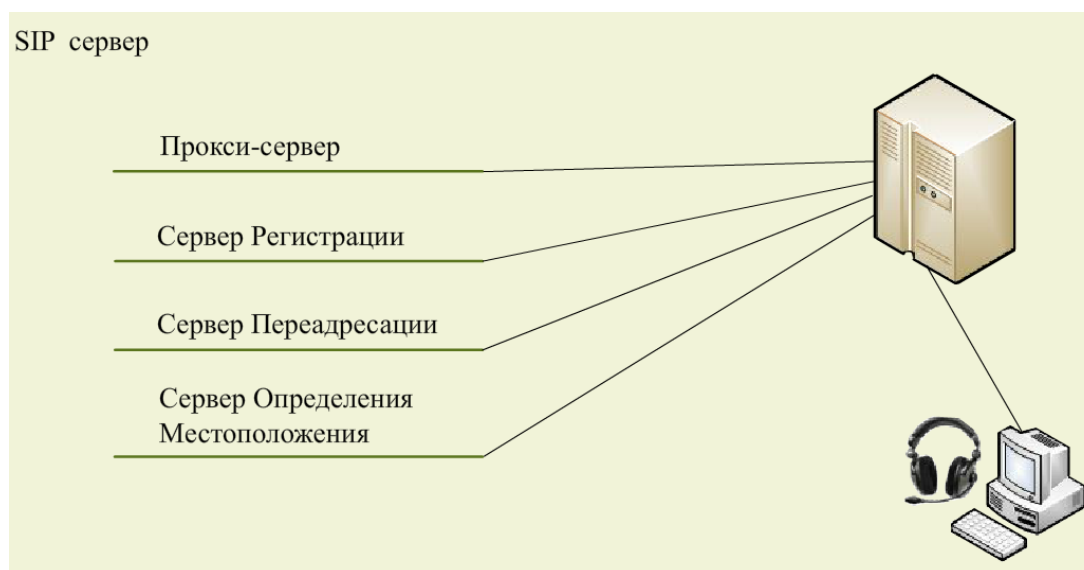 SIP сервер
Прокси-сервер
Сервер Регистрации
Сервер Переадресации
Сервер Определения
Местоположения